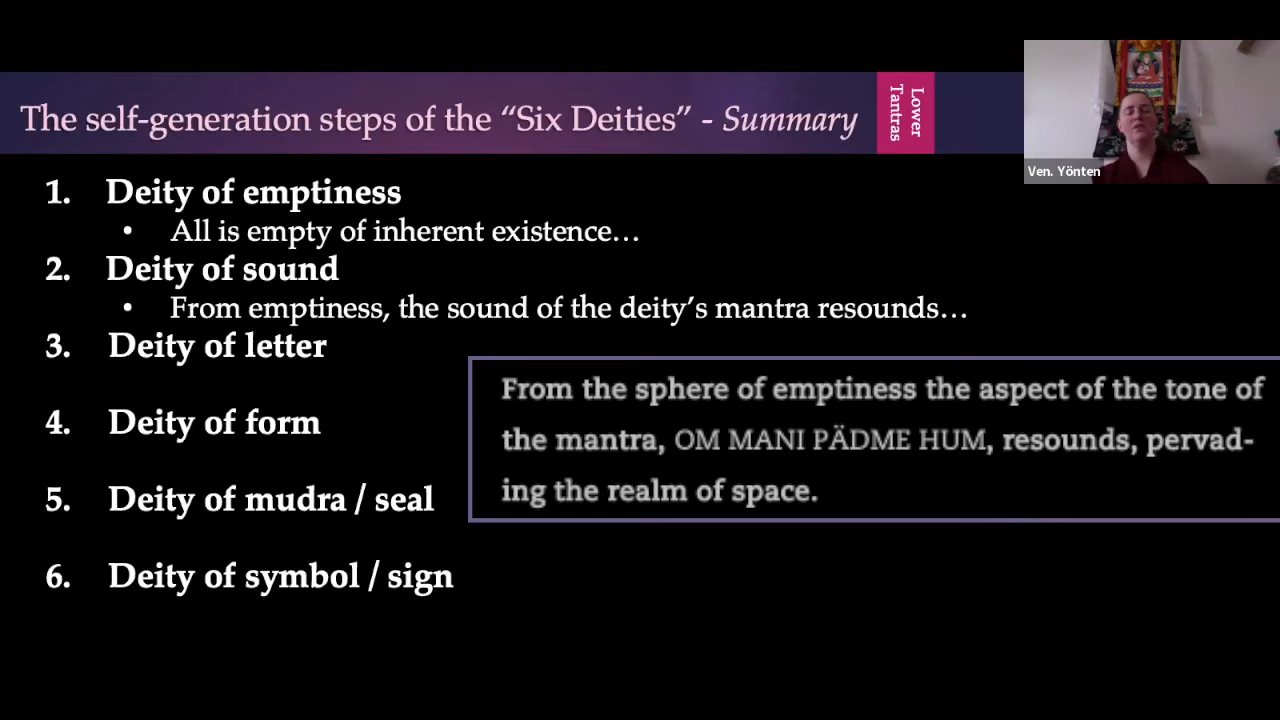 The self-generation steps of the “Six Deities” - Summary
Lower
Tantras
Ven. Yönten
1. Deity of emptiness
• All is empty of inherent existence…
2. Deity of sound
• From emptiness, the sound of the deity’s mantra resounds…
3. Deity of letter
4. Deity of form
5. Deity of mudra / seal
6. Deity of symbol / sign
From the sphere of emptiness the aspect of the tone of
the mantra, OM MANI PÄDME HUM, resounds, pervad-
ing the realm of space.